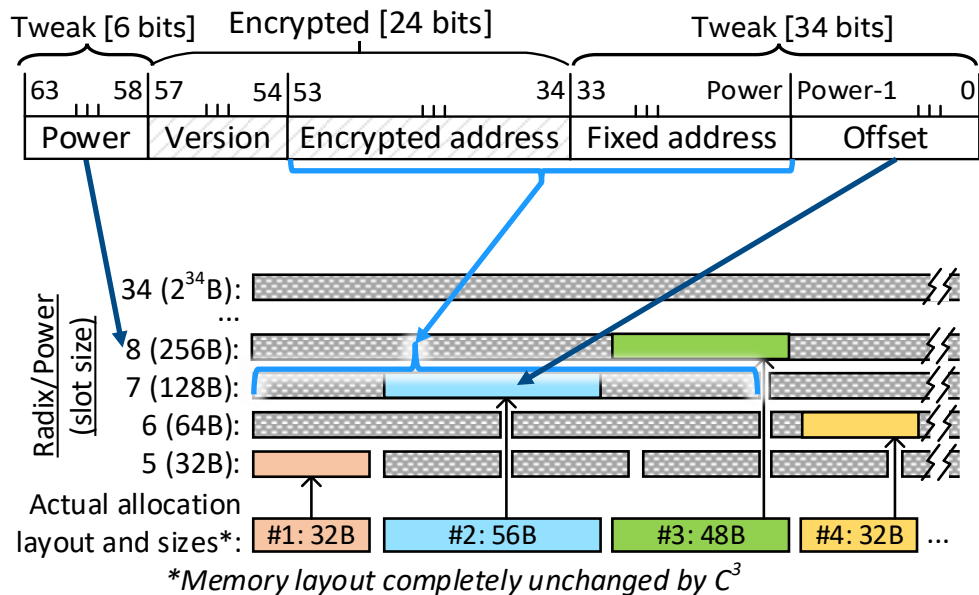 Tweak [6 bits] Encrypted [24 bits] Tweak [34 bits]
63 58 57 54 53 34 33 Power Power-1 0
Power Version Encrypted address Fixed address Offset
Radix/Power
(slot size)
34 (2^34B):
...
8 (256B):
7 (128B):
6 (64B):
5 (32B):
Actual allocation
layout and sizes*: #1: 32B #2: 56B #3: 48B #4: 32B ...
*Memory layout completely unchanged by C^3